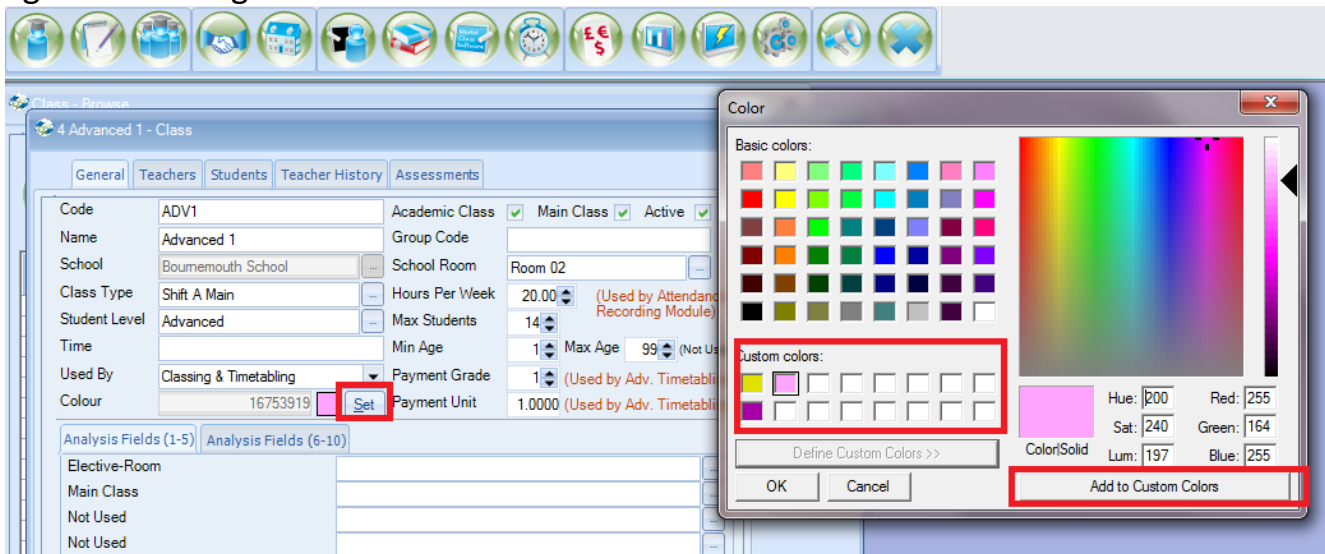 Class - Browse
4 Advanced 1 - Class
General Teachers Students Teacher History Assessments
Code ADV1 Academic Class Main Class Active
Name Advanced 1 Group Code
School Bournemouth School ... School Room Room 02 ...
Class Type Shift A Main ... Hours Per Week 20.00 (Used by Attendanc
Recording Module)
Student Level Advanced ... Max Students 14
Time Min Age 1 Max Age 99 (Not Us
Used By Classing & Timetabling Payment Grade 1 (Used by Adv. Timetabli
Colour 16753919 Set Payment Unit 1.0000 (Used by Adv. Timetabli
Analysis Fields (1-5) Analysis Fields (6-10)
Elective-Room ...
Main Class ...
Not Used ...
Not Used ...
Color
X
Basic colors:
Custom colors:
Define Custom Colors >>
OK Cancel
Color|Solid
Hue: 200 Red: 255
Sat: 240 Green: 164
Lum: 197 Blue: 255
Add to Custom Colors
£ €
$